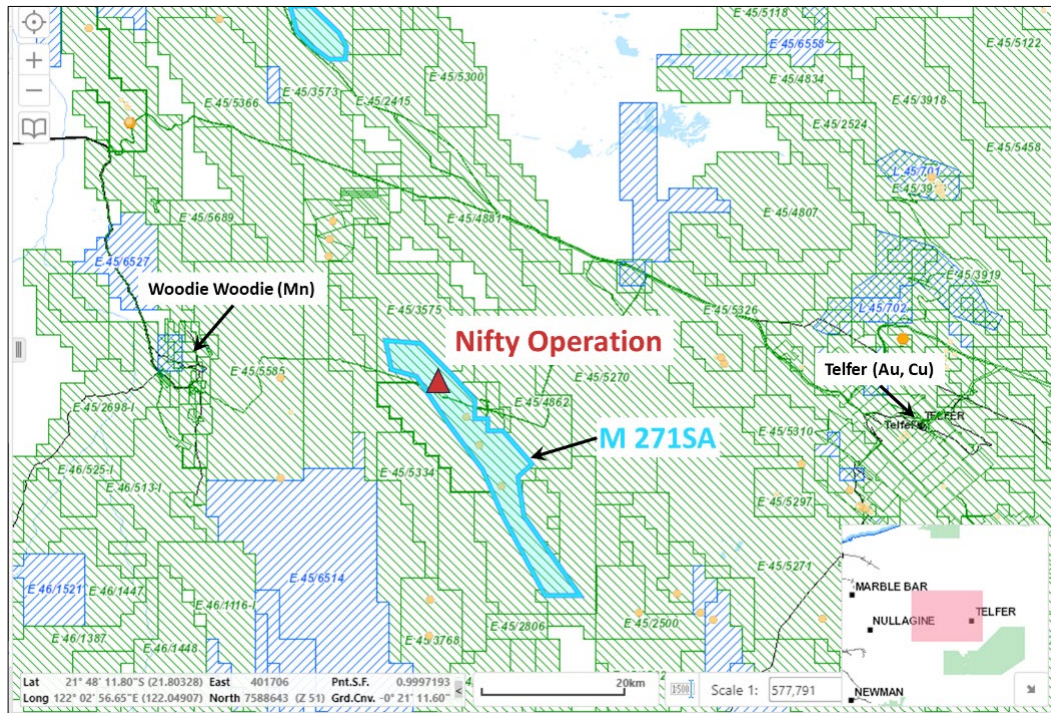 E 45/5118
E 45/6558
E 45/5122
E 45/5300
E 45/3573
E 45/2415
E 45/4834
E 45/5366
E 45/3918
E 45/2524
E 45/5458
L 45/701
E 45/5689
E 45/4881
E 45/4807
E 45/6527
E 45/3919
Woodie Woodie (Mn)
E 45/3575
E 45/5326
L 45/702
Nifty Operation
E 45/5585
E 45/5270
Telfer (Au, Cu)
E 45/2698-I
E 45/4862
TELFER
Telfer
M 271SA
E 45/5310
E 46/525-I
E 45/5334
E 46/513-I
E 45/5297
E 46/1521
E 46/1447
E 45/6514
E 45/5271
E 46/1116-I
MARBLE BAR
TELFER
NULLAGINE
E 46/1387
E 46/1448
E 45/3768
E 45/2806
E 45/2500
Lat 21° 48' 11.80"S (21.80328) East 401706 Pnt.S.F. 0.9997193
20km
1500
Scale 1: 577,791
Long 122° 02' 56.65"E (122.04907) North 7588643 (Z 51) Grd.Cnv. -0° 21' 11.60"
NEWMAN